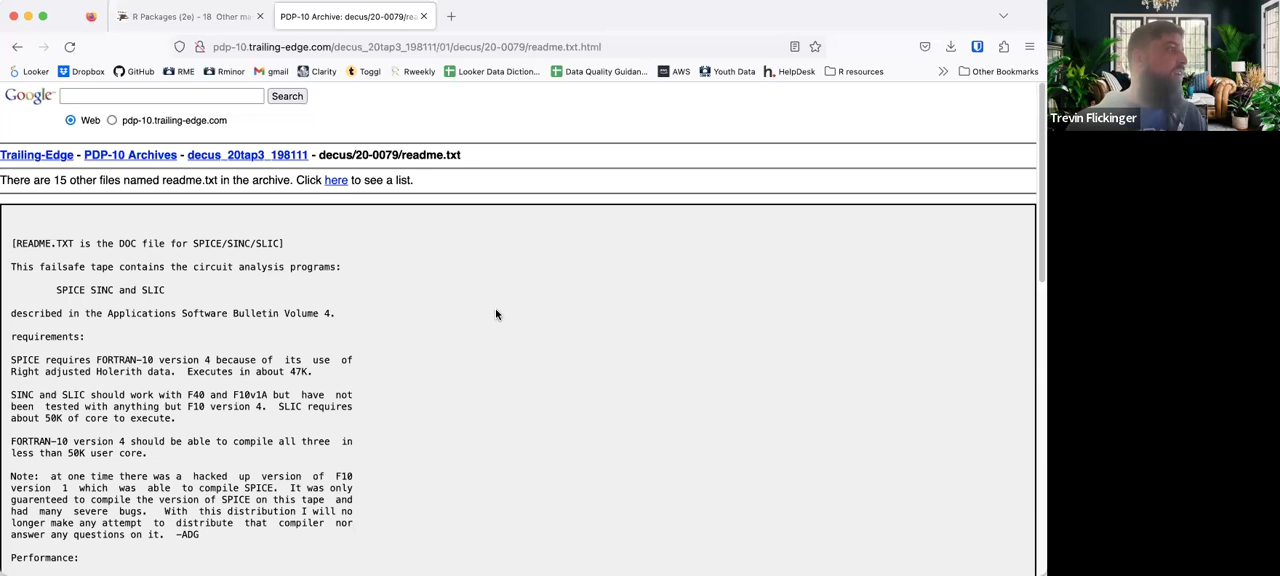 R Packages (2e) - 18 Other ma
PDP-10 Archive: decus/20-0079/rea
pdp-10.trailing-edge.com/decus_20tap3_198111/01/decus/20-0079/readme.txt.html
Looker Dropbox GitHub RME Rminor gmail Clarity Toggl Rweekly Looker Data Diction... Data Quality Guidan... AWS Youth Data HelpDesk R resources Other Bookmarks
Trevin Flickinger
Google Search
Web pdp-10.trailing-edge.com
Trailing-Edge - PDP-10 Archives - decus_20tap3_198111 - decus/20-0079/readme.txt
There are 15 other files named readme.txt in the archive. Click here to see a list.
[README.TXT is the DOC file for SPICE/SINC/SLIC]
This failsafe tape contains the circuit analysis programs:
SPICE SINC and SLIC
described in the Applications Software Bulletin Volume 4.
requirements:
SPICE requires FORTRAN-10 version 4 because of its use of
Right adjusted Holerith data. Executes in about 47K.
SINC and SLIC should work with F40 and F10v1A but have not
been tested with anything but F10 version 4. SLIC requires
about 50K of core to execute.
FORTRAN-10 version 4 should be able to compile all three in
less than 50K user core.
Note: at one time there was a hacked up version of F10
version 1 which was able to compile SPICE. It was only
guarenteed to compile the version of SPICE on this tape and
had many severe bugs. With this distribution I will no
longer make any attempt to distribute that compiler nor
answer any questions on it. -ADG
Performance: